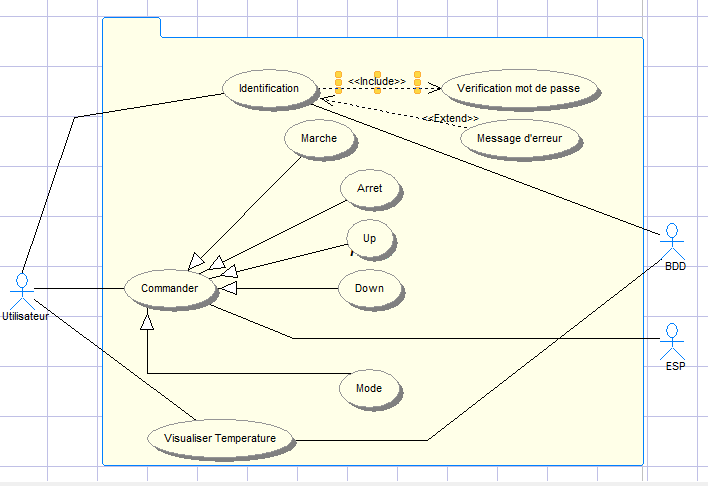 Identification
<<Include>>
Verification mot de passe
<<Extend>>
Message d'erreur
Marche
Arret
Up
Commander
Down
Mode
Visualiser Temperature
Utilisateur
BDD
ESP